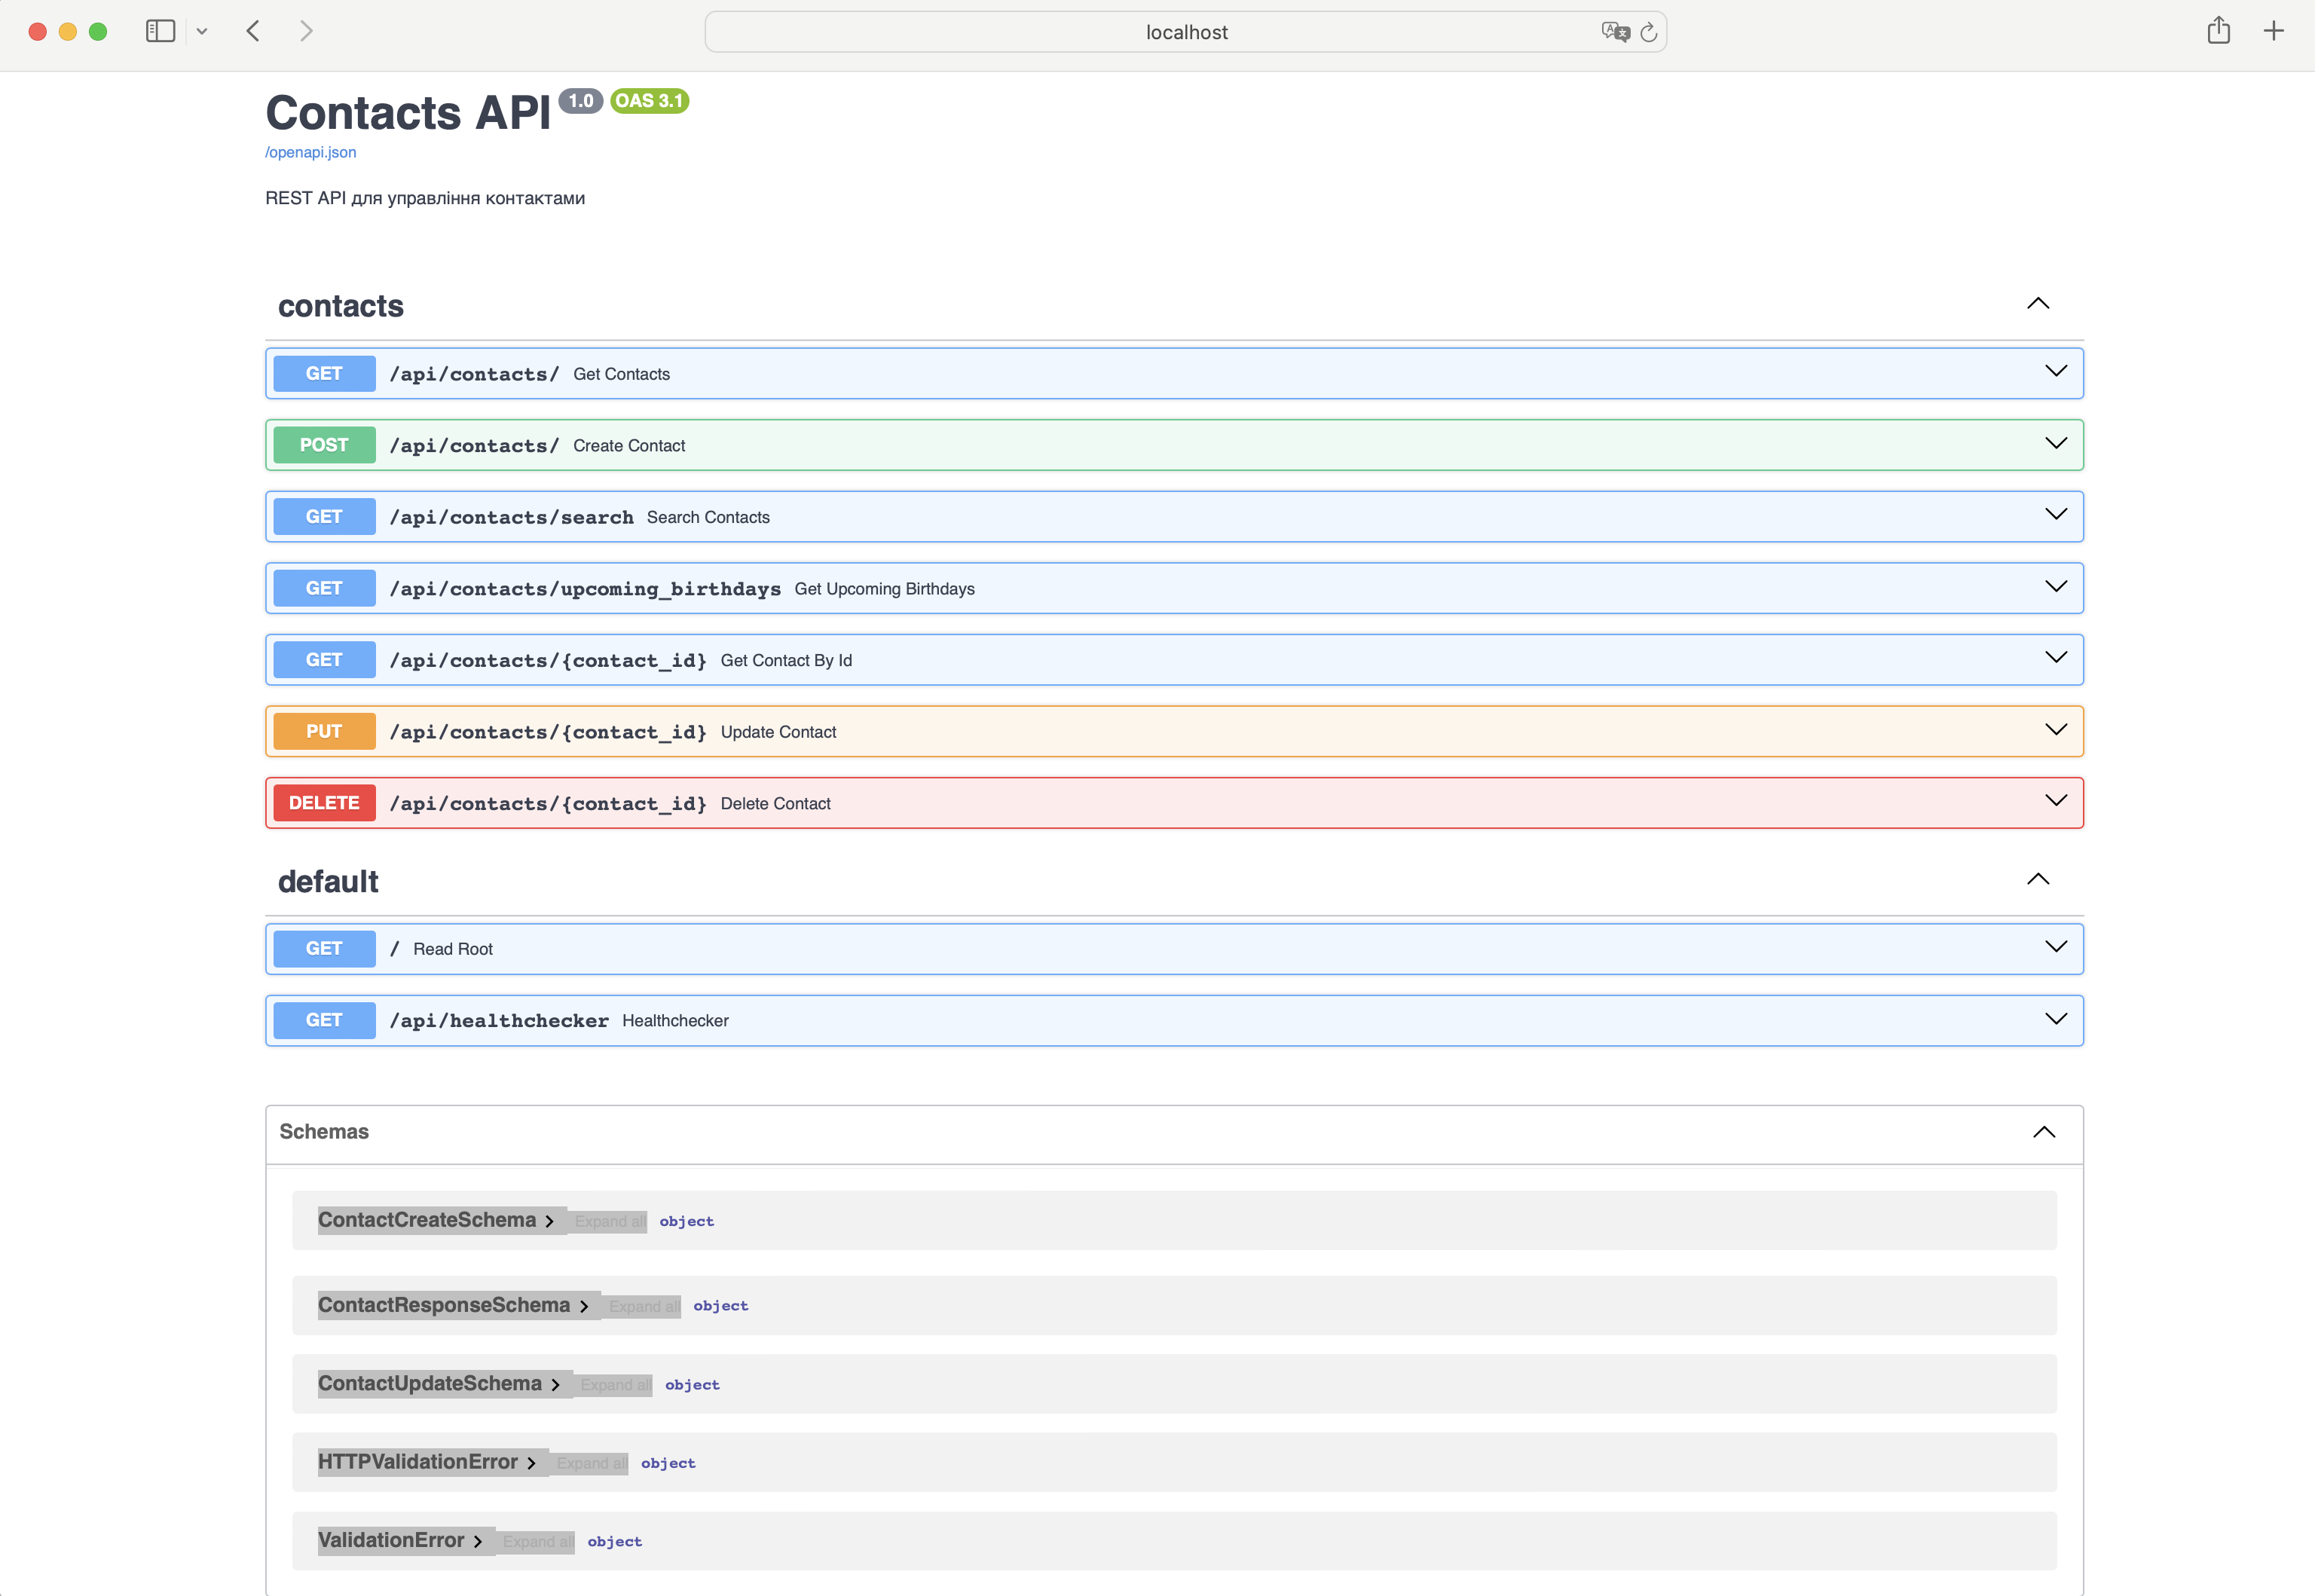 localhost
Contacts API 1.0 OAS 3.1
/openapi.json
REST API для управління контактами
contacts
GET /api/contacts/ Get Contacts
POST /api/contacts/ Create Contact
GET /api/contacts/search Search Contacts
GET /api/contacts/upcoming_birthdays Get Upcoming Birthdays
GET /api/contacts/{contact_id} Get Contact By Id
PUT /api/contacts/{contact_id} Update Contact
DELETE /api/contacts/{contact_id} Delete Contact
default
GET / Read Root
GET /api/healthchecker Healthchecker
Schemas
ContactCreateSchema Expand all object
ContactResponseSchema Expand all object
ContactUpdateSchema Expand all object
HTTPValidationError Expand all object
ValidationError Expand all object